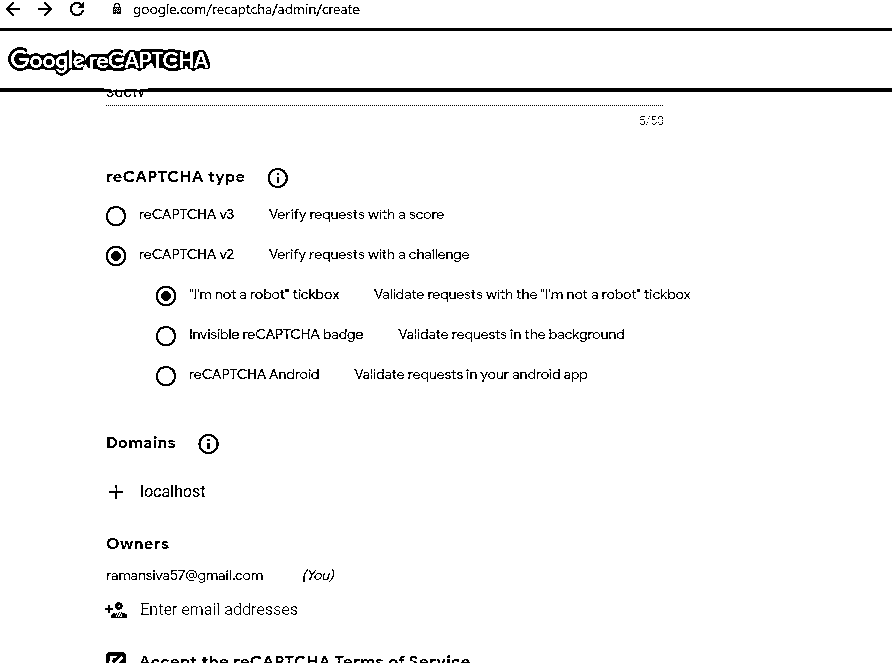 google.com/recaptcha/admin/create
Google reCAPTCHA
5/50
reCAPTCHA type
reCAPTCHA v3 Verify requests with a score
reCAPTCHA v2 Verify requests with a challenge
"I'm not a robot" tickbox Validate requests with the "I'm not a robot" tickbox
Invisible reCAPTCHA badge Validate requests in the background
reCAPTCHA Android Validate requests in your android app
Domains
localhost
Owners
ramansiva57@gmail.com (You)
Enter email addresses
Accept the reCAPTCHA Terms of Service